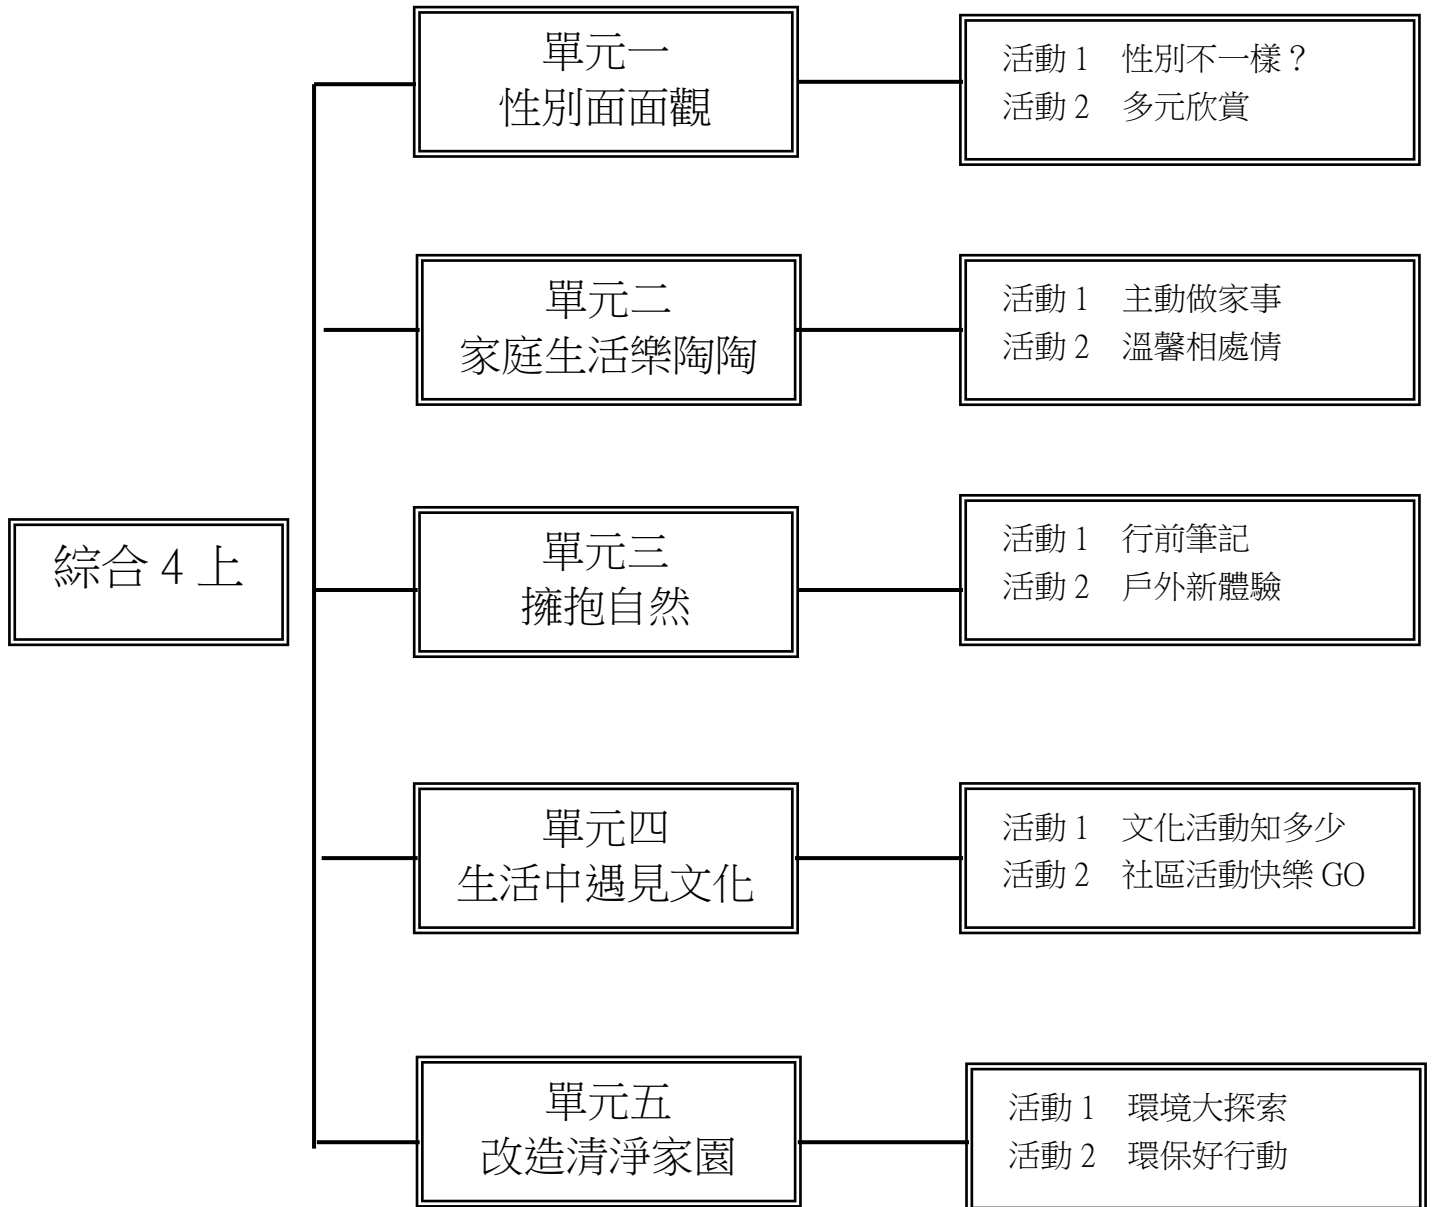 綜合 4 上
單元一
性別面面觀
活動 1 性別不一樣？
活動 2 多元欣賞
單元二
家庭生活樂陶陶
活動 1 主動做家事
活動 2 溫馨相處情
單元三
擁抱自然
活動 1 行前筆記
活動 2 戶外新體驗
單元四
生活中遇見文化
活動 1 文化活動知多少
活動 2 社區活動快樂 GO
單元五
改造清淨家園
活動 1 環境大探索
活動 2 環保好行動